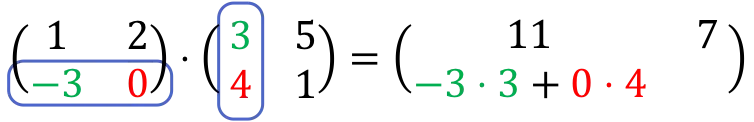 (1 2) · (3 5) = (11 7)
(-3 0) (4 1) (−3 · 3 + 0 · 4)